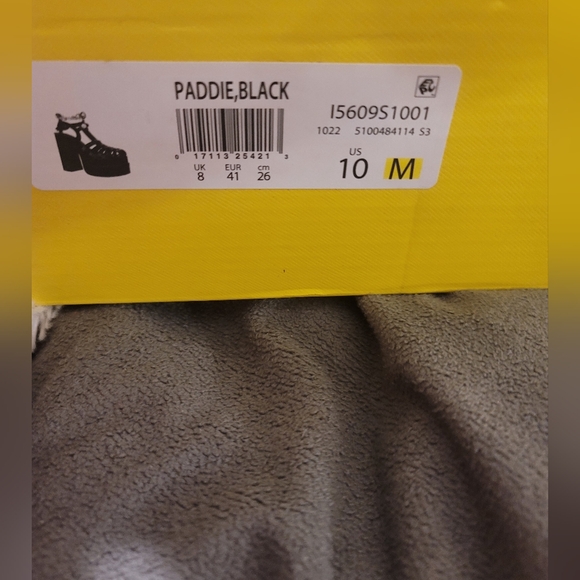 PADDIE,BLACK
I5609S1001
1022 5100484114 S3
0 17113 25421 3
UK EUR cm
8 41 26
US
10 M